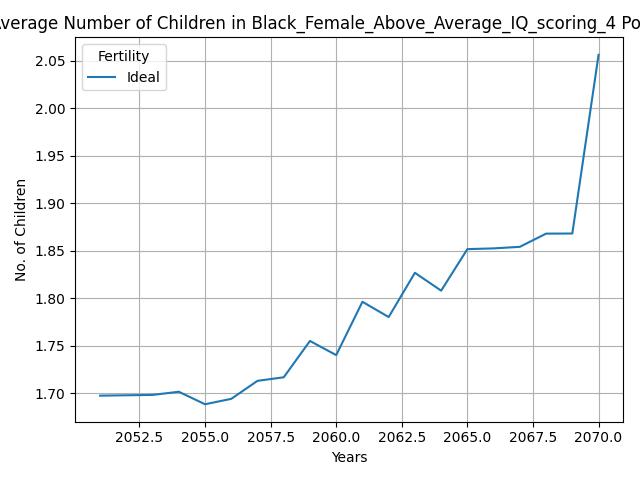 verage Number of Children in Black_Female_Above_Average_IQ_scoring_4 Po
Fertility
Ideal
No. of Children
2.05
2.00
1.95
1.90
1.85
1.80
1.75
1.70
2052.5 2055.0 2057.5 2060.0 2062.5 2065.0 2067.5 2070.0
Years